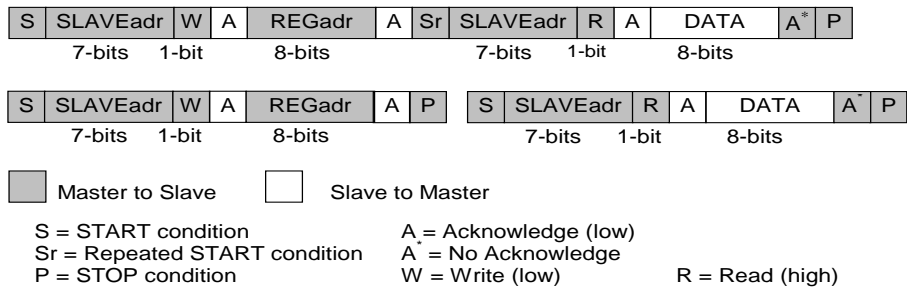 S SLAVEadr W A REGadr A Sr SLAVEadr R A DATA A* P
7-bits 1-bit 8-bits 7-bits 1-bit 8-bits
S SLAVEadr W A REGadr A P S SLAVEadr R A DATA A* P
7-bits 1-bit 8-bits 7-bits 1-bit 8-bits
Master to Slave Slave to Master
S = START condition A = Acknowledge (low)
Sr = Repeated START condition A* = No Acknowledge
P = STOP condition W = Write (low) R = Read (high)